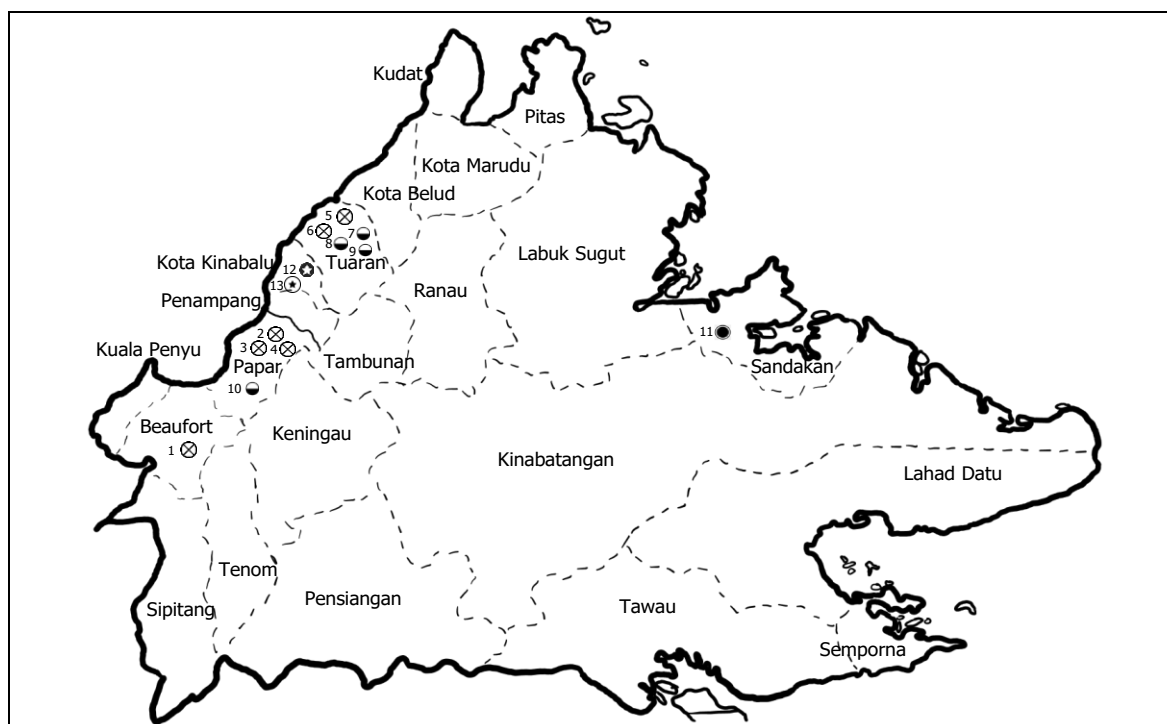 Kudat
Pitas
Kota Marudu
Kota Belud
5
6
7
8
9
Tuaran
Labuk Sugut
Kota Kinabalu
12
13
Penampang
Ranau
11
2
3
4
Kuala Penyu
Papar
Tambunan
Sandakan
10
Beaufort
1
Keningau
Kinabatangan
Lahad Datu
Tenom
Sipitang
Pensiangan
Tawau
Semporna